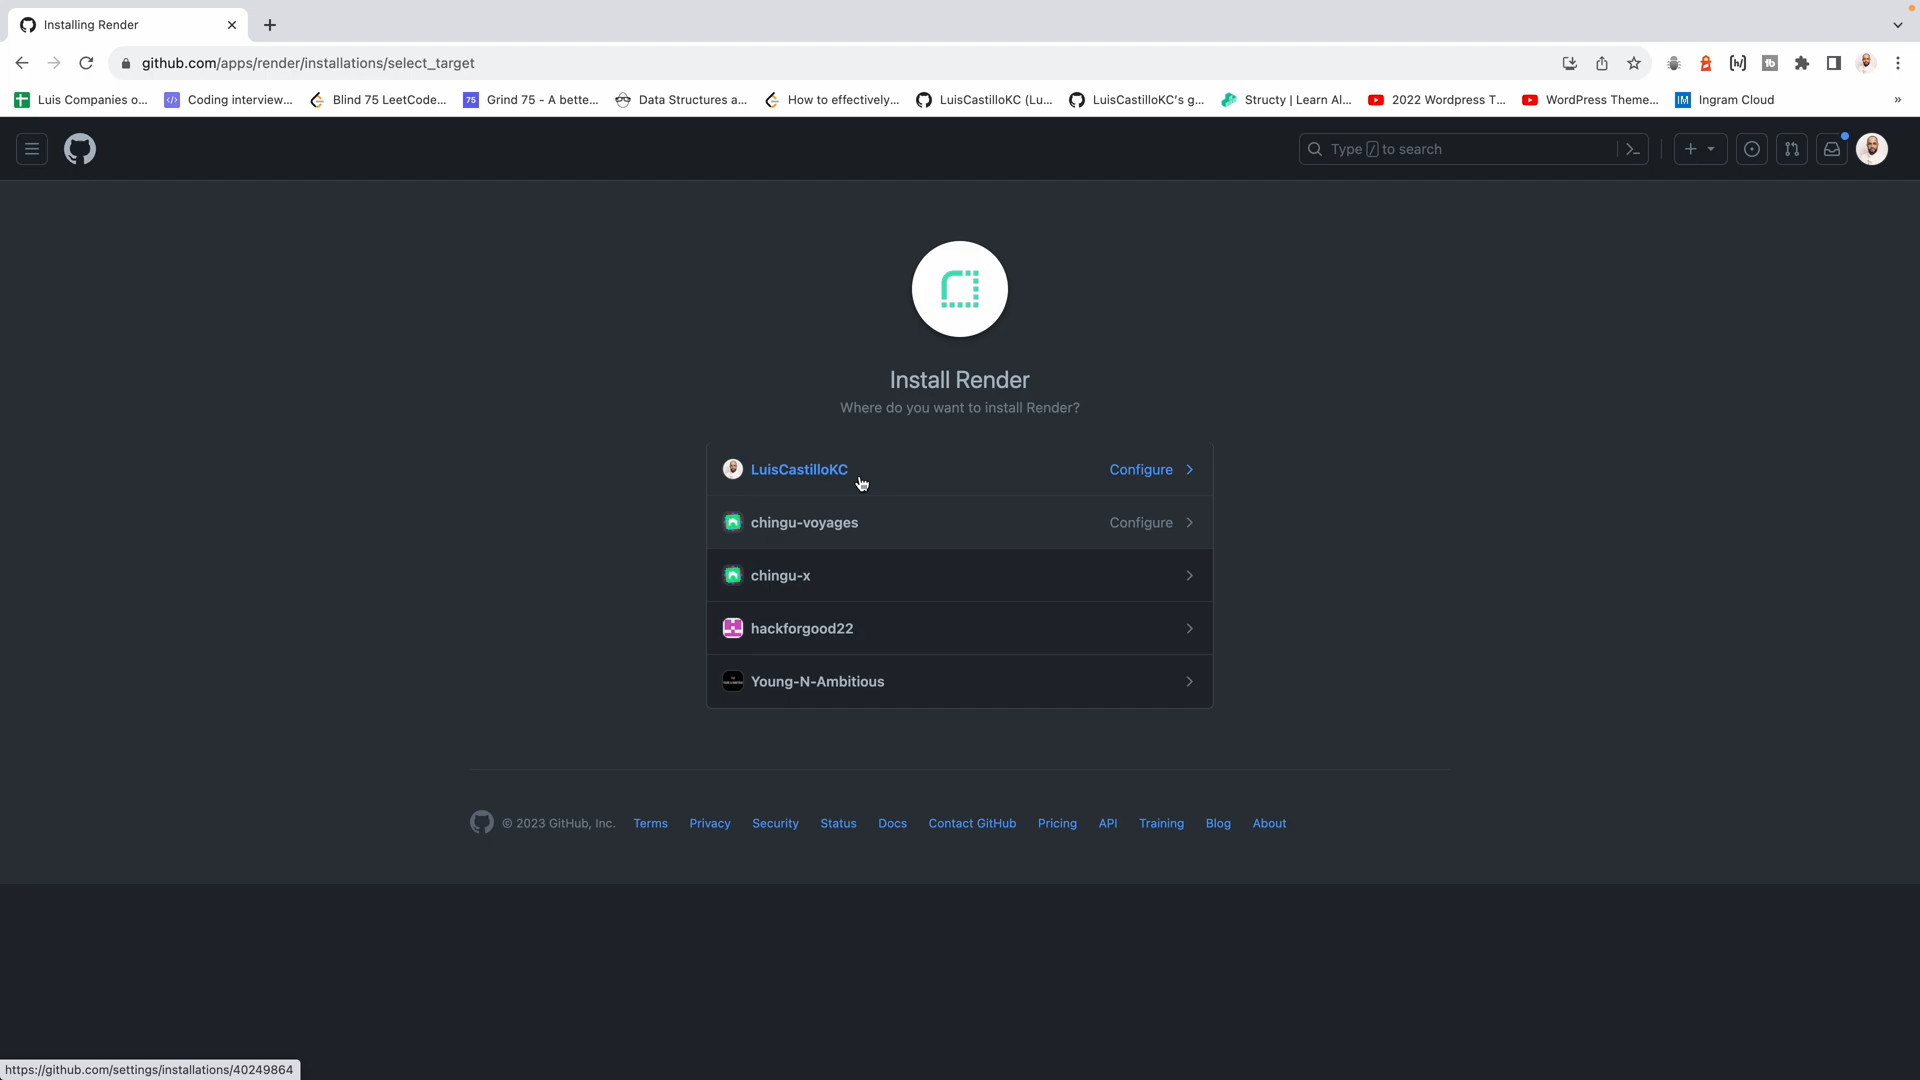 Installing Render
github.com/apps/render/installations/select_target
Luis Companies o...
Coding interview...
Blind 75 LeetCode...
75
Grind 75 - A bette...
Data Structures a...
How to effectively...
LuisCastilloKC (Lu...
LuisCastilloKC's g...
Structy | Learn Al...
2022 Wordpress T...
WordPress Theme...
IM
Ingram Cloud
Type / to search
Install Render
Where do you want to install Render?
LuisCastilloKC
Configure
chingu-voyages
Configure
chingu-x
hackforgood22
Young-N-Ambitious
© 2023 GitHub, Inc.
Terms
Privacy
Security
Status
Docs
Contact GitHub
Pricing
API
Training
Blog
About
https://github.com/settings/installations/40249864